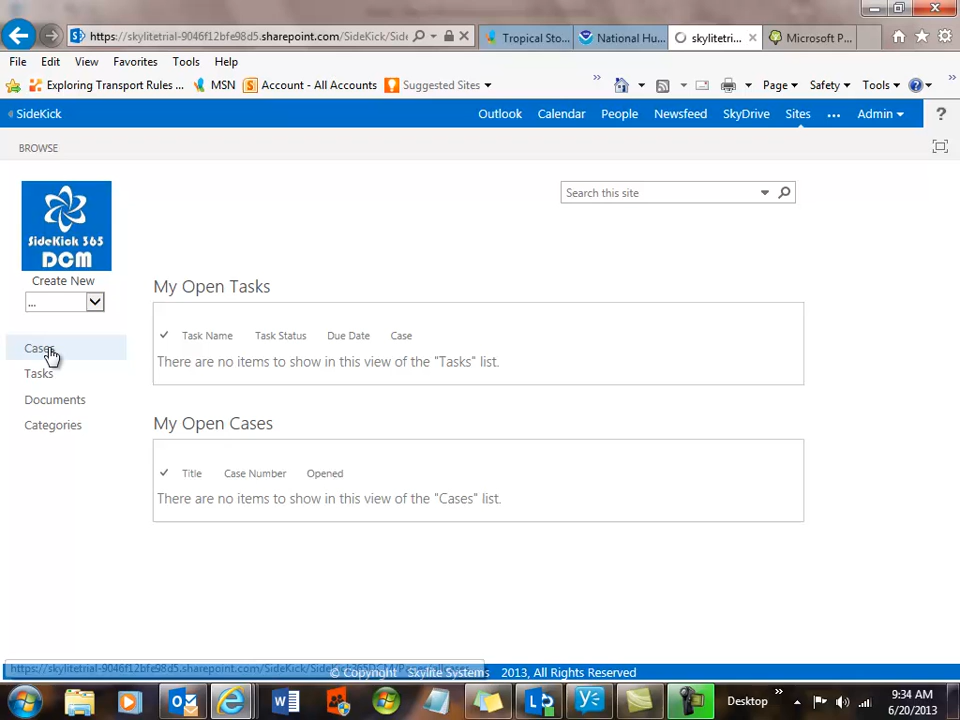 https://skylitetrial-9046f12bfe98d5.sharepoint.com/SideKick/Side
Tropical Sto...
National Hu...
skylitetri...
Microsoft P...
File Edit View Favorites Tools Help
Exploring Transport Rules ...
MSN
Account - All Accounts
Suggested Sites
Page
Safety
Tools
SideKick
Outlook Calendar People Newsfeed SkyDrive Sites ... Admin ?
BROWSE
SideKick 365
DCM
Search this site
Create New
...
Cases
Tasks
Documents
Categories
My Open Tasks
Task Name Task Status Due Date Case
There are no items to show in this view of the "Tasks" list.
My Open Cases
Title Case Number Opened
There are no items to show in this view of the "Cases" list.
© Copyright Skylite Systems 2013, All Rights Reserved
Desktop
9:34 AM
6/20/2013